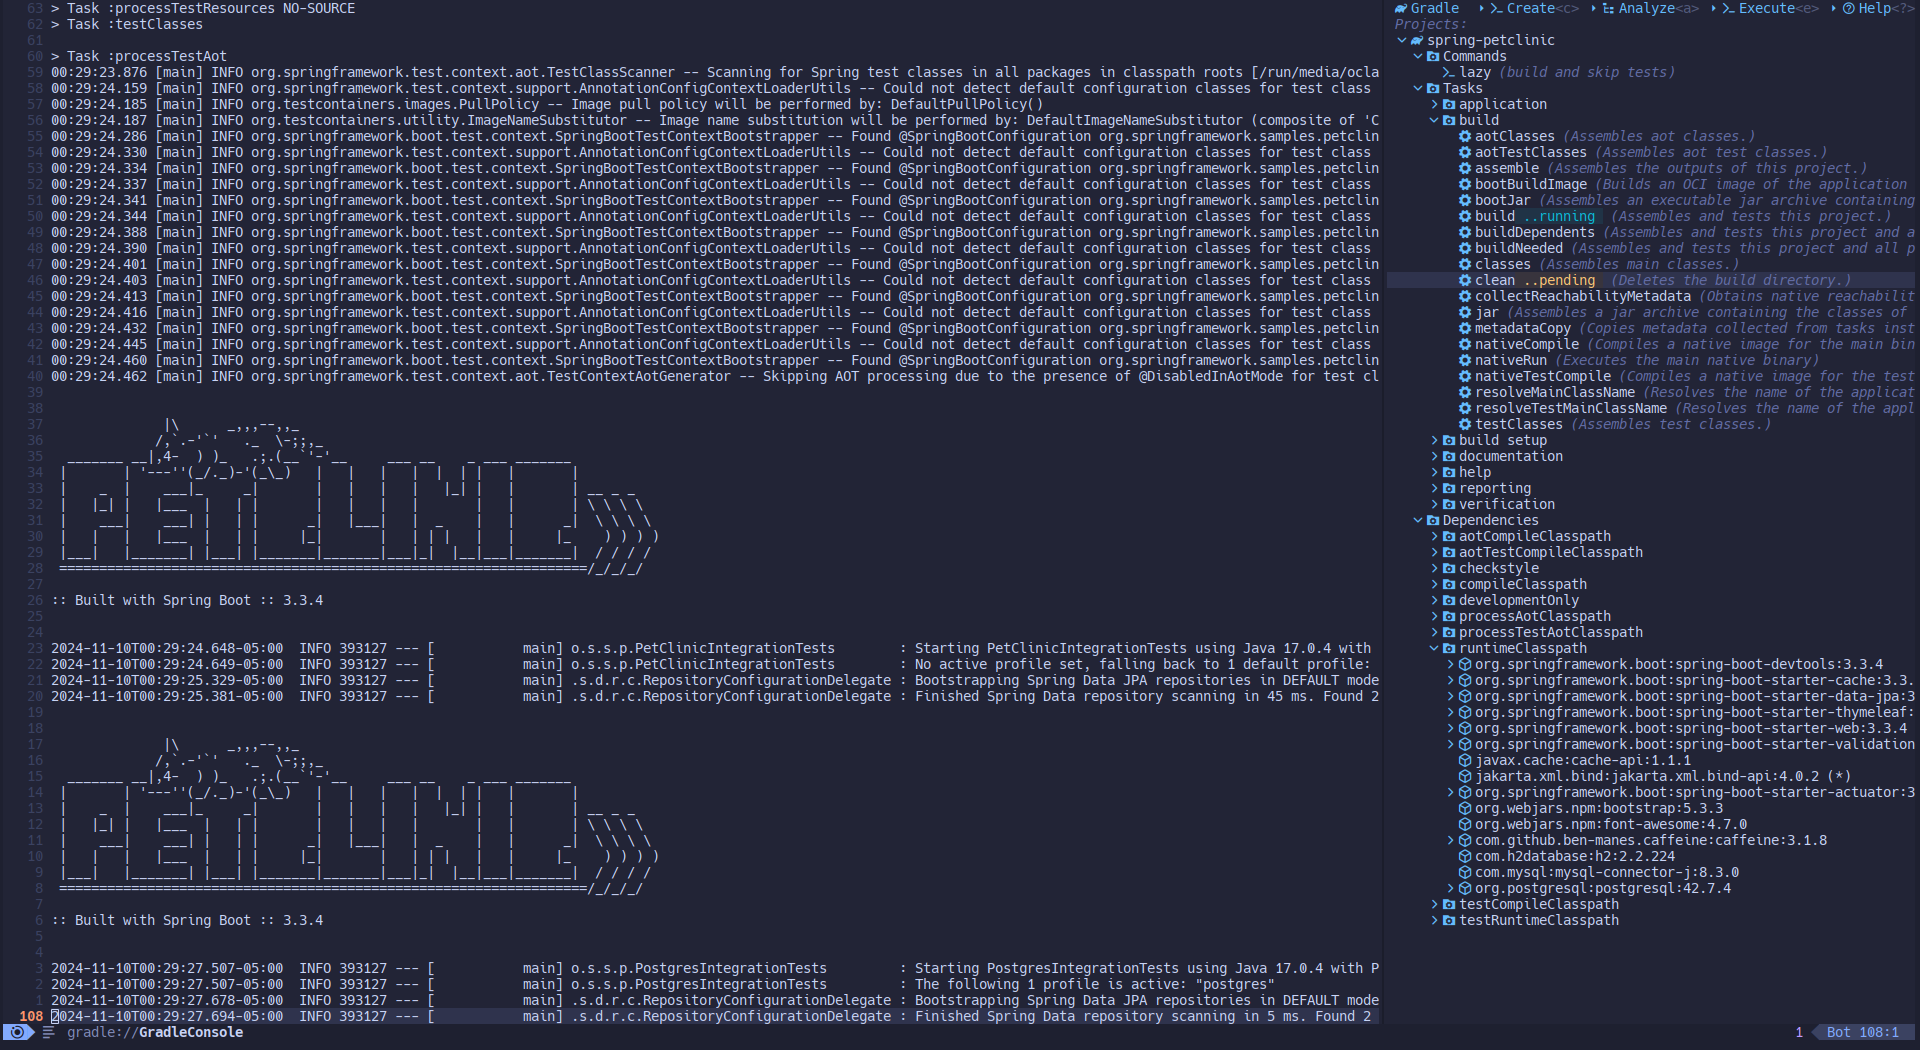 63 > Task :processTestResources NO-SOURCE
62 > Task :testClasses
61
60 > Task :processTestAot
59 00:29:23.876 [main] INFO org.springframework.test.context.aot.TestClassScanner -- Scanning for Spring test classes in all packages in classpath roots [/run/media/ocla
58 00:29:24.159 [main] INFO org.springframework.test.context.support.AnnotationConfigContextLoaderUtils -- Could not detect default configuration classes for test class
57 00:29:24.185 [main] INFO org.testcontainers.images.PullPolicy -- Image pull policy will be performed by: DefaultPullPolicy()
56 00:29:24.187 [main] INFO org.testcontainers.utility.ImageNameSubstitutor -- Image name substitution will be performed by: DefaultImageNameSubstitutor (composite of 'C
55 00:29:24.286 [main] INFO org.springframework.boot.test.context.SpringBootTestContextBootstrapper -- Found @SpringBootConfiguration org.springframework.samples.petclin
54 00:29:24.330 [main] INFO org.springframework.test.context.support.AnnotationConfigContextLoaderUtils -- Could not detect default configuration classes for test class
53 00:29:24.334 [main] INFO org.springframework.boot.test.context.SpringBootTestContextBootstrapper -- Found @SpringBootConfiguration org.springframework.samples.petclin
52 00:29:24.337 [main] INFO org.springframework.test.context.support.AnnotationConfigContextLoaderUtils -- Could not detect default configuration classes for test class
51 00:29:24.341 [main] INFO org.springframework.boot.test.context.SpringBootTestContextBootstrapper -- Found @SpringBootConfiguration org.springframework.samples.petclin
50 00:29:24.344 [main] INFO org.springframework.test.context.support.AnnotationConfigContextLoaderUtils -- Could not detect default configuration classes for test class
49 00:29:24.388 [main] INFO org.springframework.boot.test.context.SpringBootTestContextBootstrapper -- Found @SpringBootConfiguration org.springframework.samples.petclin
48 00:29:24.390 [main] INFO org.springframework.test.context.support.AnnotationConfigContextLoaderUtils -- Could not detect default configuration classes for test class
47 00:29:24.401 [main] INFO org.springframework.boot.test.context.SpringBootTestContextBootstrapper -- Found @SpringBootConfiguration org.springframework.samples.petclin
46 00:29:24.403 [main] INFO org.springframework.test.context.support.AnnotationConfigContextLoaderUtils -- Could not detect default configuration classes for test class
45 00:29:24.413 [main] INFO org.springframework.boot.test.context.SpringBootTestContextBootstrapper -- Found @SpringBootConfiguration org.springframework.samples.petclin
44 00:29:24.416 [main] INFO org.springframework.test.context.support.AnnotationConfigContextLoaderUtils -- Could not detect default configuration classes for test class
43 00:29:24.432 [main] INFO org.springframework.boot.test.context.SpringBootTestContextBootstrapper -- Found @SpringBootConfiguration org.springframework.samples.petclin
42 00:29:24.445 [main] INFO org.springframework.test.context.support.AnnotationConfigContextLoaderUtils -- Could not detect default configuration classes for test class
41 00:29:24.460 [main] INFO org.springframework.boot.test.context.SpringBootTestContextBootstrapper -- Found @SpringBootConfiguration org.springframework.samples.petclin
40 00:29:24.462 [main] INFO org.springframework.test.context.aot.TestContextAotGenerator -- Skipping AOT processing due to the presence of @DisabledInAotMode for test cl
39
38
37
36
35
34
33
32
31
30
29
28
27
26 :: Built with Spring Boot :: 3.3.4
25
24
23 2024-11-10T00:29:24.648-05:00 INFO 393127 --- [ main] o.s.s.p.PetClinicIntegrationTests : Starting PetClinicIntegrationTests using Java 17.0.4 with
22 2024-11-10T00:29:24.649-05:00 INFO 393127 --- [ main] o.s.s.p.PetClinicIntegrationTests : No active profile set, falling back to 1 default profile:
21 2024-11-10T00:29:25.329-05:00 INFO 393127 --- [ main] .s.d.r.c.RepositoryConfigurationDelegate : Bootstrapping Spring Data JPA repositories in DEFAULT mode
20 2024-11-10T00:29:25.381-05:00 INFO 393127 --- [ main] .s.d.r.c.RepositoryConfigurationDelegate : Finished Spring Data repository scanning in 45 ms. Found 2
19
18
17
16
15
14
13
12
11
10
9
8
7
6 :: Built with Spring Boot :: 3.3.4
5
4
3 2024-11-10T00:29:27.507-05:00 INFO 393127 --- [ main] o.s.s.p.PostgresIntegrationTests : Starting PostgresIntegrationTests using Java 17.0.4 with P
2 2024-11-10T00:29:27.507-05:00 INFO 393127 --- [ main] o.s.s.p.PostgresIntegrationTests : The following 1 profile is active: "postgres"
1 2024-11-10T00:29:27.678-05:00 INFO 393127 --- [ main] .s.d.r.c.RepositoryConfigurationDelegate : Bootstrapping Spring Data JPA repositories in DEFAULT mode
108 2024-11-10T00:29:27.694-05:00 INFO 393127 --- [ main] .s.d.r.c.RepositoryConfigurationDelegate : Finished Spring Data repository scanning in 5 ms. Found 2
gradle://GradleConsole
1 Bot 108:1
Gradle Create<c> Analyze<a> Execute<e> Help<?>
Projects:
spring-petclinic
Commands
lazy (build and skip tests)
Tasks
application
build
aotClasses (Assembles aot classes.)
aotTestClasses (Assembles aot test classes.)
assemble (Assembles the outputs of this project.)
bootBuildImage (Builds an OCI image of the application
bootJar (Assembles an executable jar archive containing
build ..running (Assembles and tests this project.)
buildDependents (Assembles and tests this project and a
buildNeeded (Assembles and tests this project and all p
classes (Assembles main classes.)
clean ..pending (Deletes the build directory.)
collectReachabilityMetadata (Obtains native reachabilit
jar (Assembles a jar archive containing the classes of
metadataCopy (Copies metadata collected from tasks inst
nativeCompile (Compiles a native image for the main bin
nativeRun (Executes the main native binary)
nativeTestCompile (Compiles a native image for the test
resolveMainClassName (Resolves the name of the applicat
resolveTestMainClassName (Resolves the name of the appl
testClasses (Assembles test classes.)
build setup
documentation
help
reporting
verification
Dependencies
aotCompileClasspath
aotTestCompileClasspath
checkstyle
compileClasspath
developmentOnly
processAotClasspath
processTestAotClasspath
runtimeClasspath
org.springframework.boot:spring-boot-devtools:3.3.4
org.springframework.boot:spring-boot-starter-cache:3.3.
org.springframework.boot:spring-boot-starter-data-jpa:3
org.springframework.boot:spring-boot-starter-thymeleaf:
org.springframework.boot:spring-boot-starter-web:3.3.4
org.springframework.boot:spring-boot-starter-validation
javax.cache:cache-api:1.1.1
jakarta.xml.bind:jakarta.xml.bind-api:4.0.2 (*)
org.springframework.boot:spring-boot-starter-actuator:3
org.webjars.npm:bootstrap:5.3.3
org.webjars.npm:font-awesome:4.7.0
com.github.ben-manes.caffeine:caffeine:3.1.8
com.h2database:h2:2.2.224
com.mysql:mysql-connector-j:8.3.0
org.postgresql:postgresql:42.7.4
testCompileClasspath
testRuntimeClasspath